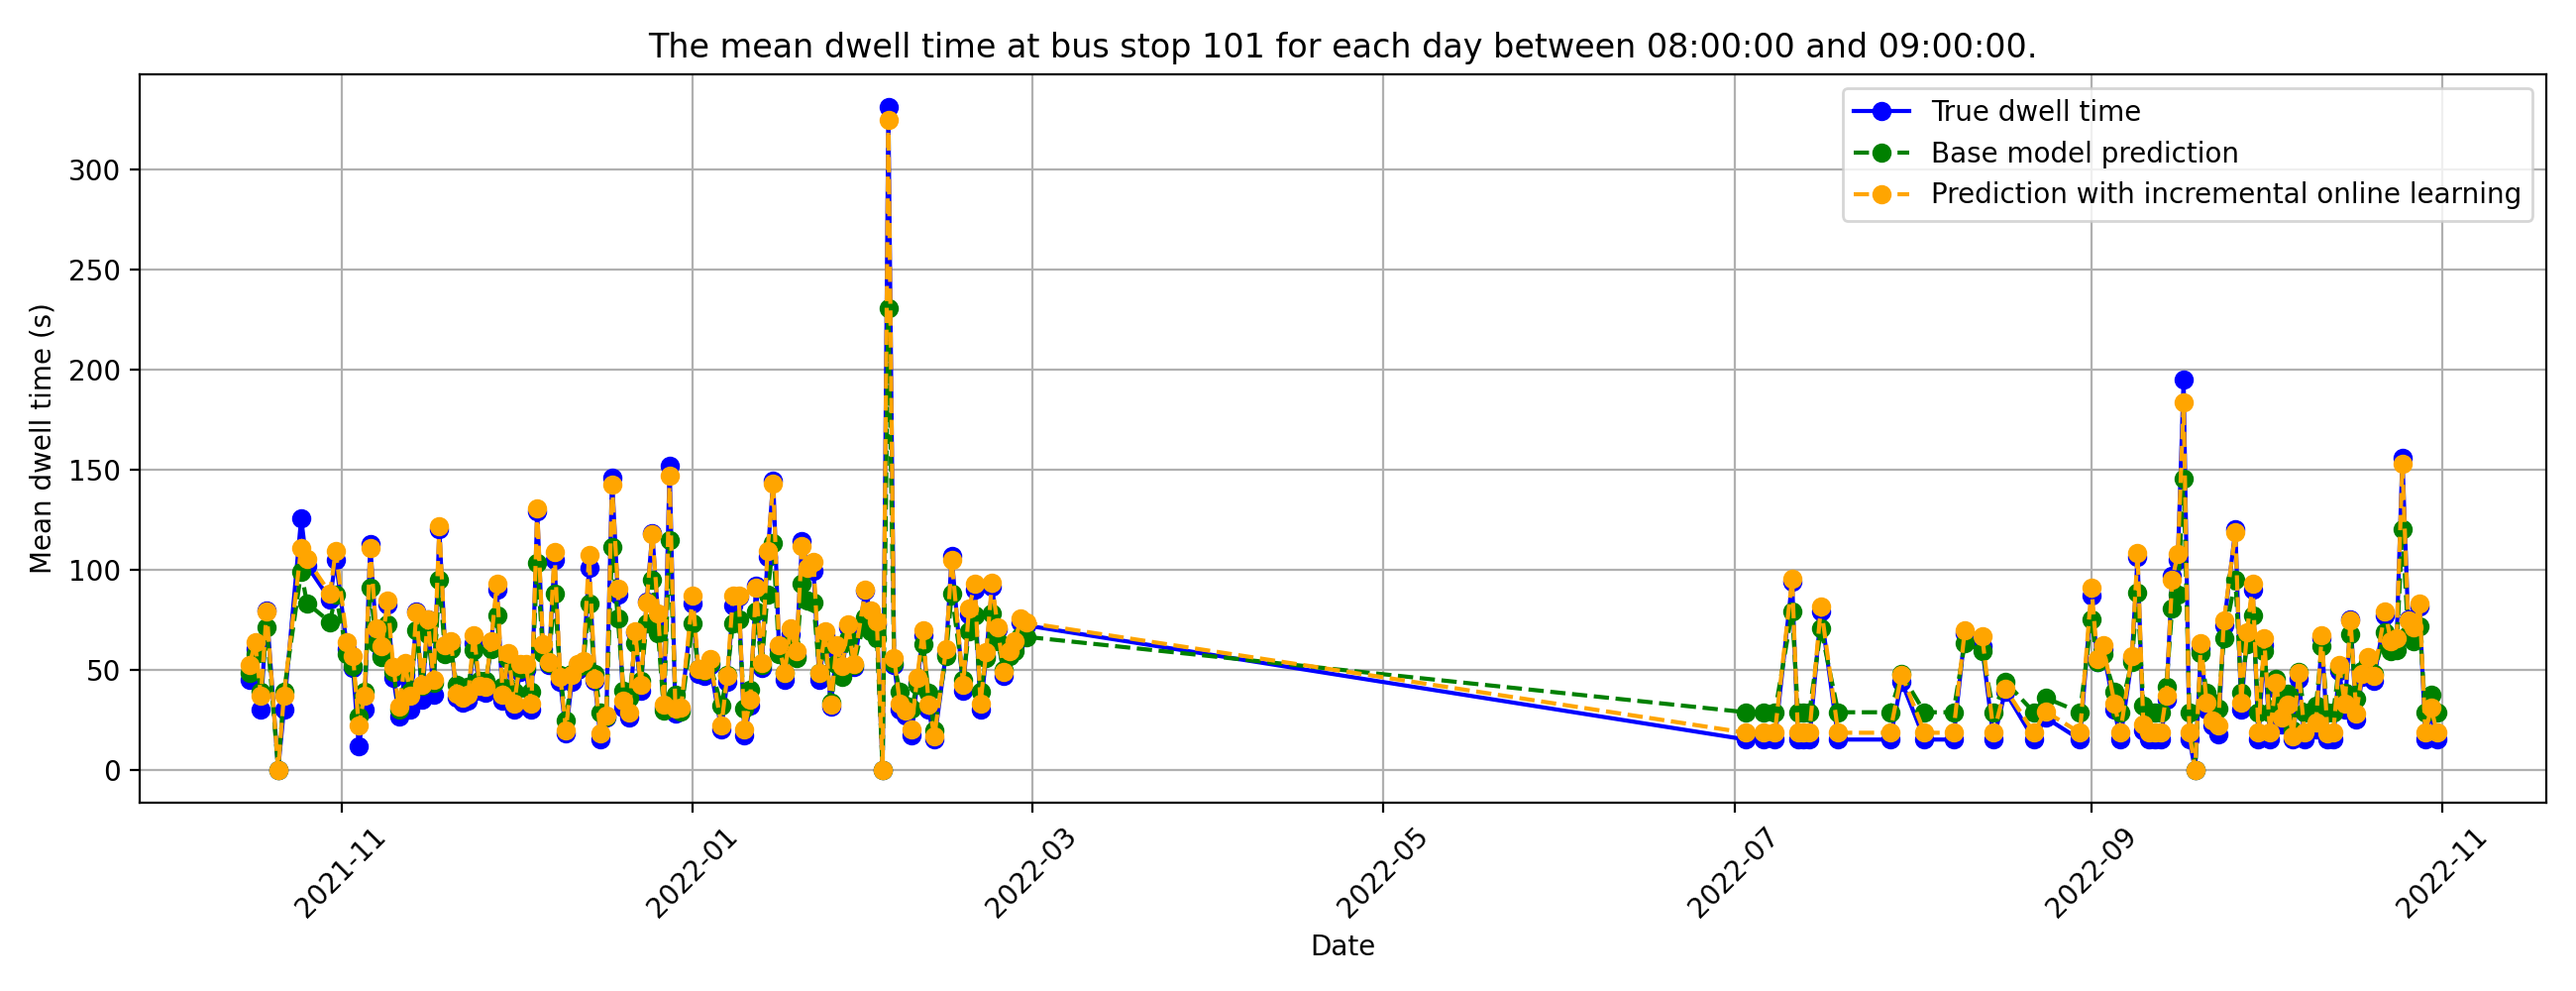 The mean dwell time at bus stop 101 for each day between 08:00:00 and 09:00:00.
True dwell time
Base model prediction
Prediction with incremental online learning
Mean dwell time (s)
300
250
200
150
100
50
0
2021-11
2022-01
2022-03
2022-05
2022-07
2022-09
2022-11
Date